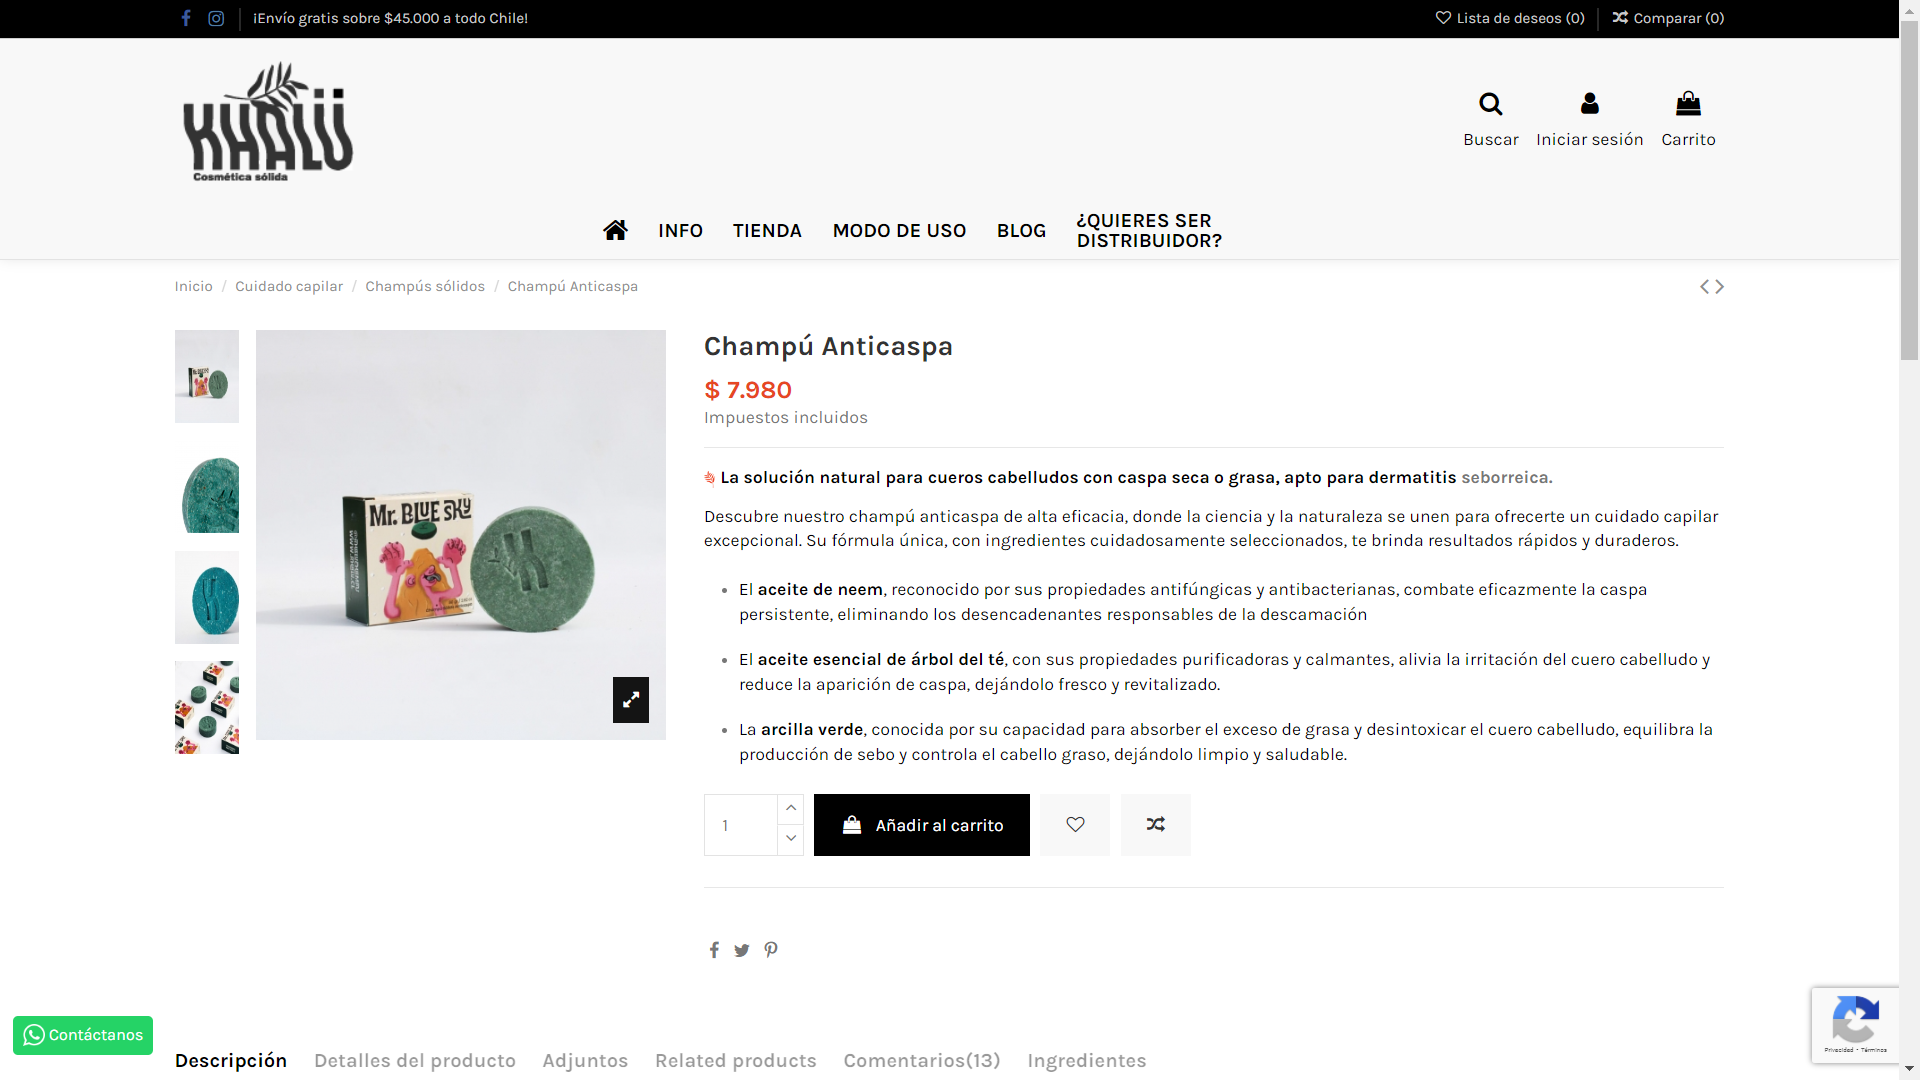 ¡Envío gratis sobre $45.000 a todo Chile!
Lista de deseos (0)
Comparar (0)
KHALÜ
Cosmética sólida
Buscar
Iniciar sesión
Carrito
INFO
TIENDA
MODO DE USO
BLOG
¿QUIERES SER
DISTRIBUIDOR?
Inicio / Cuidado capilar / Champús sólidos / Champú Anticaspa
Mr. BLUE SKY
Champú Anticaspa
$ 7.980
Impuestos incluidos
La solución natural para cueros cabelludos con caspa seca o grasa, apto para dermatitis seborreica.
Descubre nuestro champú anticaspa de alta eficacia, donde la ciencia y la naturaleza se unen para ofrecerte un cuidado capilar
excepcional. Su fórmula única, con ingredientes cuidadosamente seleccionados, te brinda resultados rápidos y duraderos.
El aceite de neem, reconocido por sus propiedades antifúngicas y antibacterianas, combate eficazmente la caspa
persistente, eliminando los desencadenantes responsables de la descamación
El aceite esencial de árbol del té, con sus propiedades purificadoras y calmantes, alivia la irritación del cuero cabelludo y
reduce la aparición de caspa, dejándolo fresco y revitalizado.
La arcilla verde, conocida por su capacidad para absorber el exceso de grasa y desintoxicar el cuero cabelludo, equilibra la
producción de sebo y controla el cabello graso, dejándolo limpio y saludable.
1
Añadir al carrito
Contáctanos
Privacidad - Términos
Descripción
Detalles del producto
Adjuntos
Related products
Comentarios(13)
Ingredientes